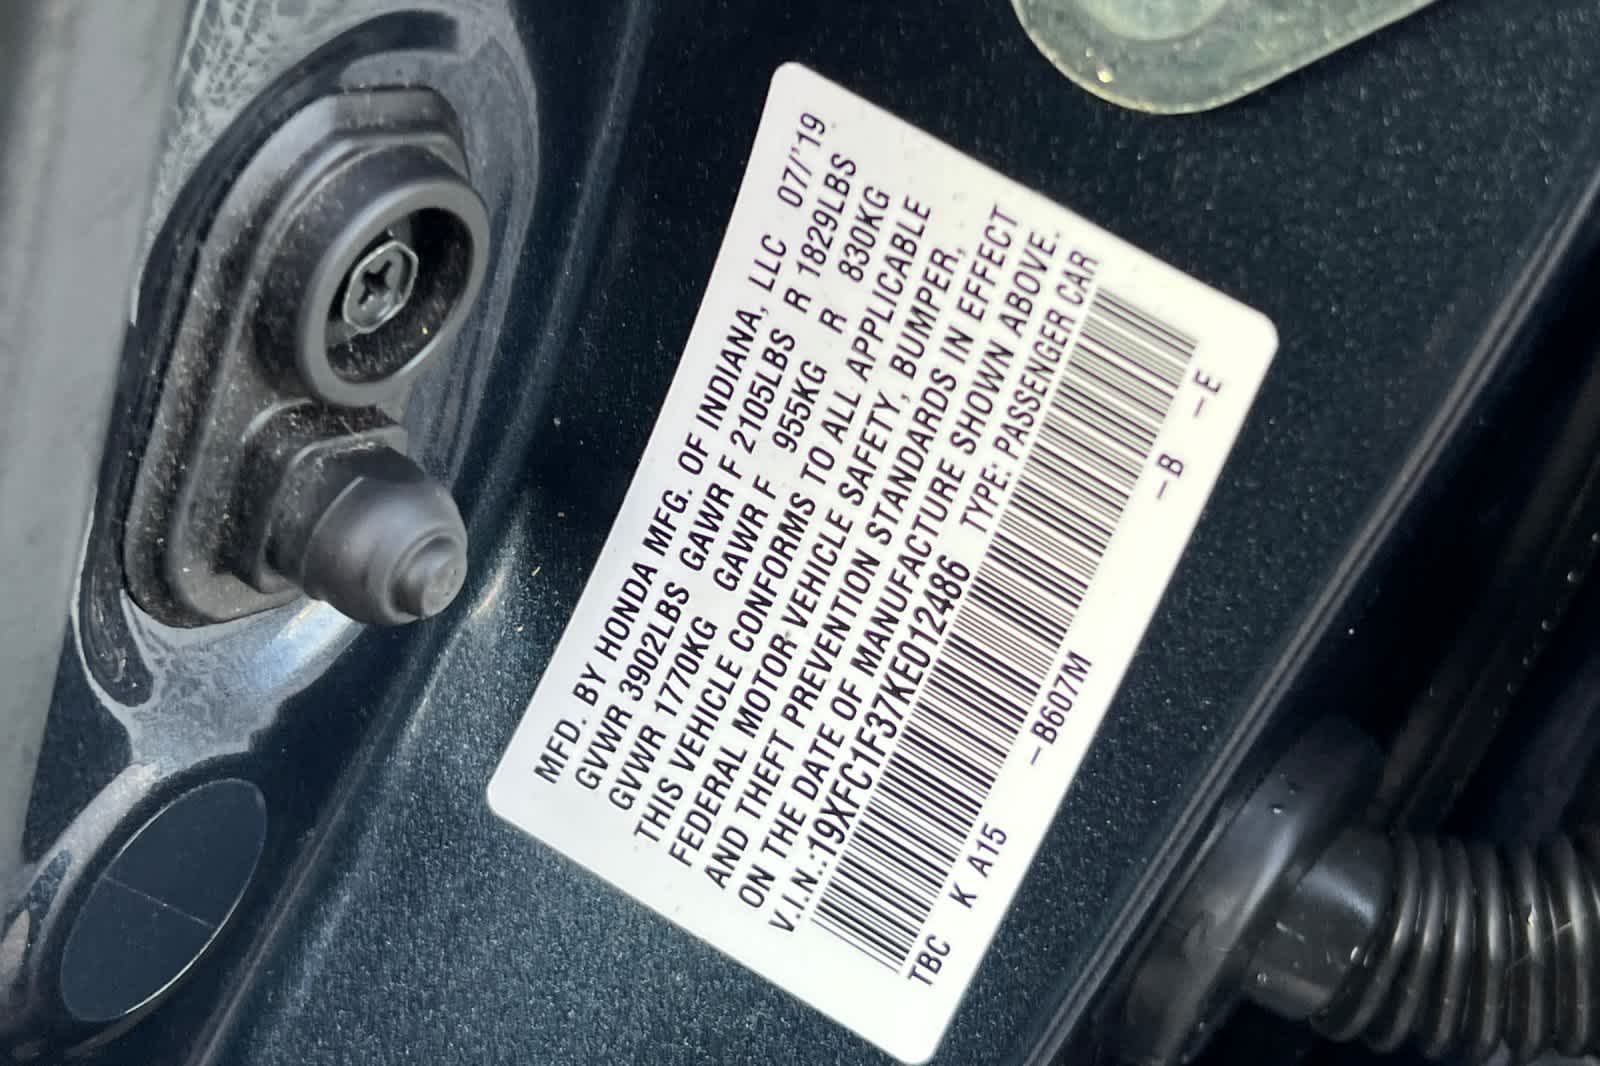 MFD. BY HONDA MFG. OF INDIANA, LLC 07/'19
GVWR 3902LBS GAWR F 2105LBS R 1829LBS
GVWR 1770KG GAWR F 955KG R 830KG
THIS VEHICLE CONFORMS TO ALL APPLICABLE
FEDERAL MOTOR VEHICLE SAFETY, BUMPER,
AND THEFT PREVENTION STANDARDS IN EFFECT
ON THE DATE OF MANUFACTURE SHOWN ABOVE.
V.I.N.:19XFC1F37KE012486 TYPE: PASSENGER CAR
TBC K A15 -B607M -B -E